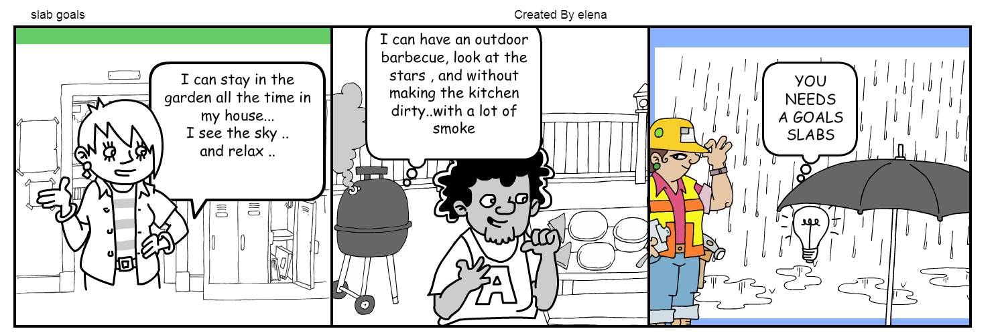 slab goals
Created By elena
I can stay in the
garden all the time in
my house...
I see the sky ..
and relax ..
I can have an outdoor
barbecue, look at the
stars , and without
making the kitchen
dirty..with a lot of
smoke
A
YOU
NEEDS
A GOALS
SLABS